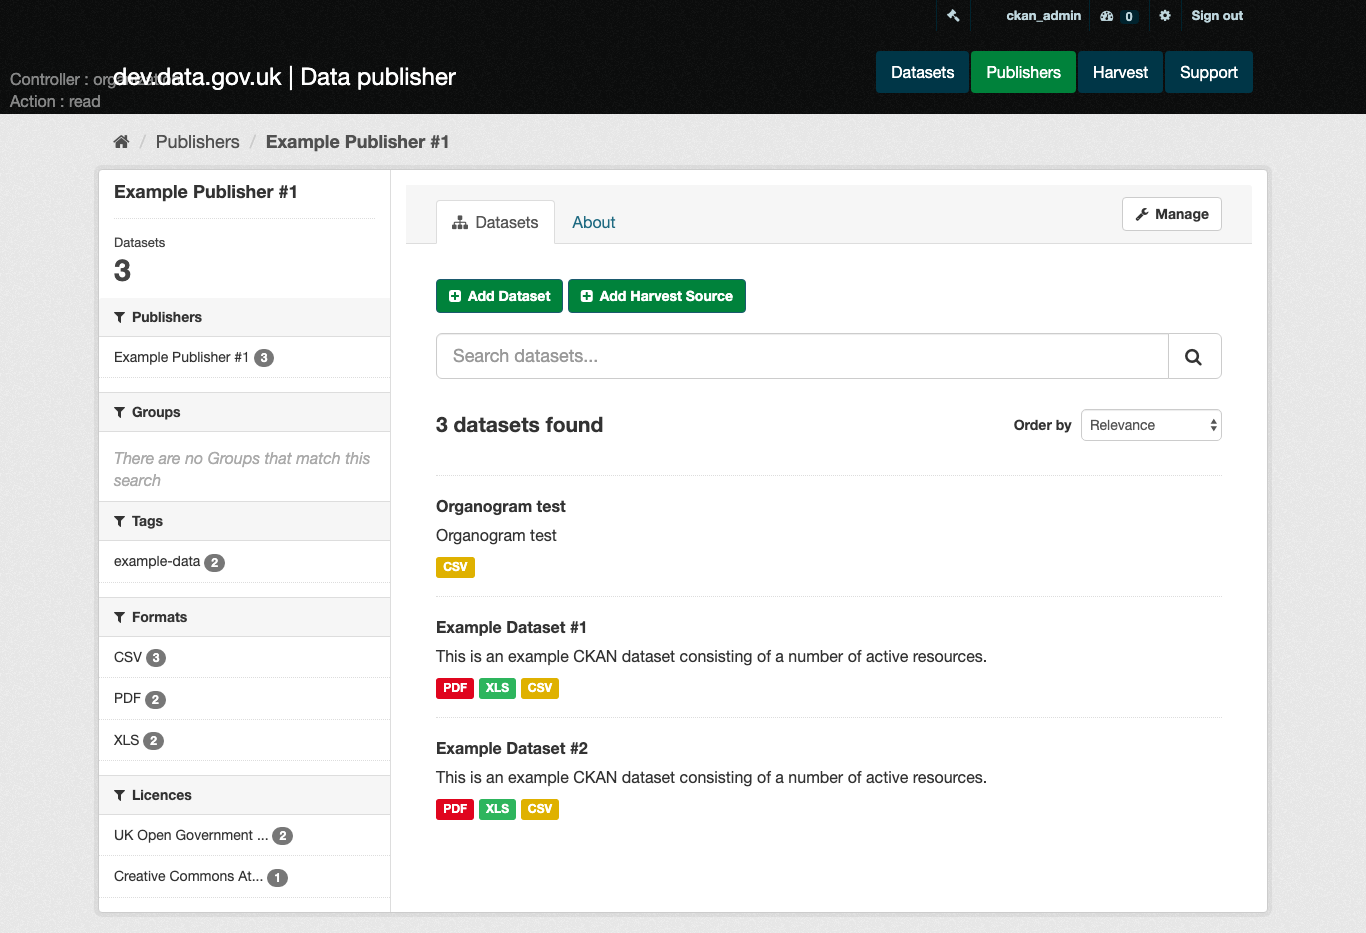 ckan_admin 0 Sign out
Controller : organization
dev.data.gov.uk | Data publisher
Action : read
Datasets Publishers Harvest Support
/ Publishers / Example Publisher #1
Example Publisher #1
Datasets
3
Publishers
Example Publisher #1 3
Groups
There are no Groups that match this
search
Tags
example-data 2
Formats
CSV 3
PDF 2
XLS 2
Licences
UK Open Government ... 2
Creative Commons At... 1
Datasets About Manage
Add Dataset Add Harvest Source
Search datasets...
3 datasets found Order by Relevance
Organogram test
Organogram test
CSV
Example Dataset #1
This is an example CKAN dataset consisting of a number of active resources.
PDF XLS CSV
Example Dataset #2
This is an example CKAN dataset consisting of a number of active resources.
PDF XLS CSV